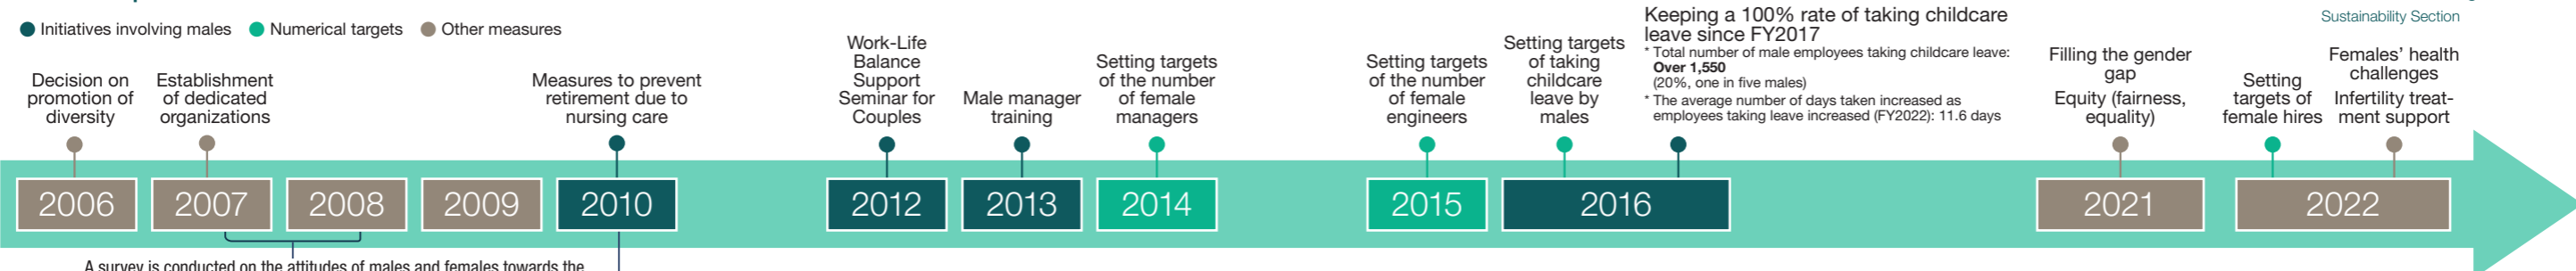 Sustainability Section
Initiatives involving males
Numerical targets
Other measures
Decision on
promotion of
diversity
Establishment
of dedicated
organizations
Measures to prevent
retirement due to
nursing care
Work-Life
Balance
Support
Seminar for
Couples
Male manager
training
Setting targets
of the number
of female
managers
Setting targets
of the number
of female
engineers
Setting targets
of taking
childcare
leave by
males
Keeping a 100% rate of taking childcare
leave since FY2017
* Total number of male employees taking childcare leave:
Over 1,550
(20%, one in five males)
* The average number of days taken increased as
employees taking leave increased (FY2022): 11.6 days
Filling the gender
gap
Equity (fairness,
equality)
Setting
targets of
female hires
Females' health
challenges
Infertility treat-
ment support
2006
2007
2008
2009
2010
2012
2013
2014
2015
2016
2021
2022
A survey is conducted on the attitudes of males and females towards the